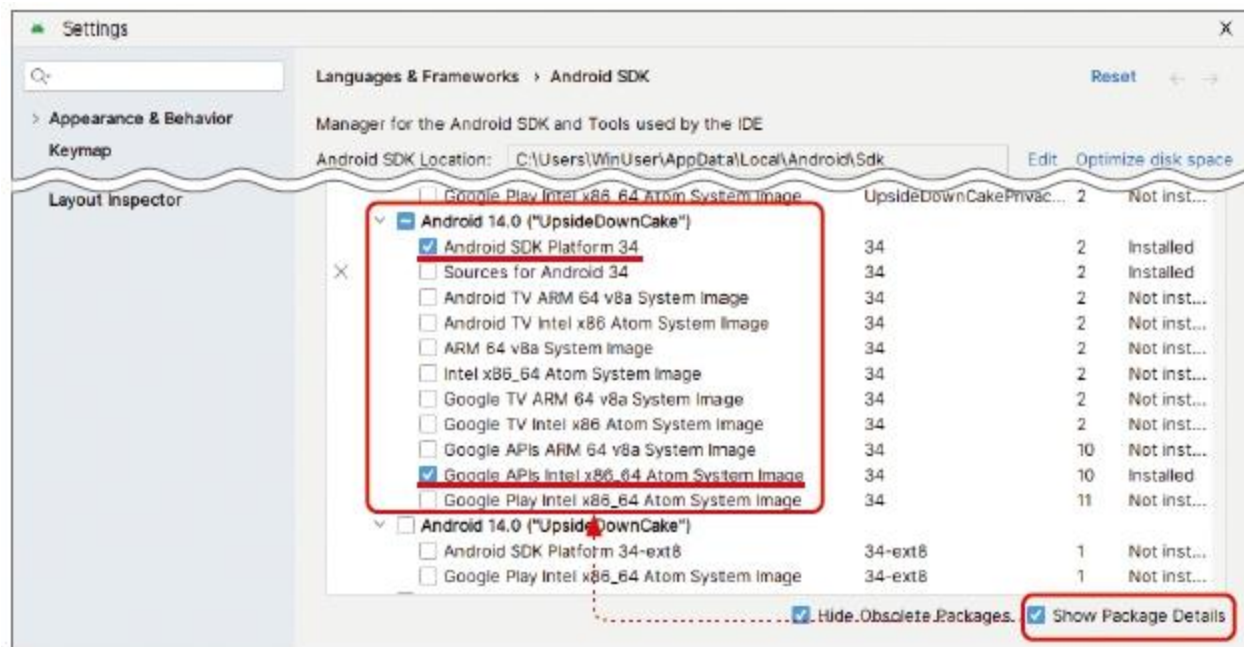 Settings
Languages & Frameworks › Android SDK Reset
> Appearance & Behavior
Manager for the Android SDK and Tools used by the IDE
Keymap
Android SDK Location: C:\Users\WinUser\AppData\Local\Android\Sdk Edit Optimize disk space
Layout Inspector
Google Play Intel x86_64 Atom System Image UpsideDownCakePrivac... 2 Not inst...
Android 14.0 ("UpsideDownCake")
Android SDK Platform 34 34 2 Installed
Sources for Android 34 34 2 Installed
Android TV ARM 64 v8a System Image 34 2 Not inst...
Android TV Intel x86 Atom System Image 34 2 Not inst...
ARM 64 v8a System Image 34 2 Not inst...
Intel x86_64 Atom System Image 34 2 Not inst...
Google TV ARM 64 v8a System Image 34 2 Not inst...
Google TV Intel x86 Atom System Image 34 2 Not inst...
Google APIs ARM 64 v8a System Image 34 10 Not inst...
Google APIs Intel x86_64 Atom System Image 34 10 Installed
Google Play Intel x86_64 Atom System Image 34 11 Not inst...
Android 14.0 ("UpsideDownCake")
Android SDK Platform 34-ext8 34-ext8 1 Not inst...
Google Play Intel x86_64 Atom System Image 34-ext8 1 Not inst...
Hide Obsolete Packages Show Package Details